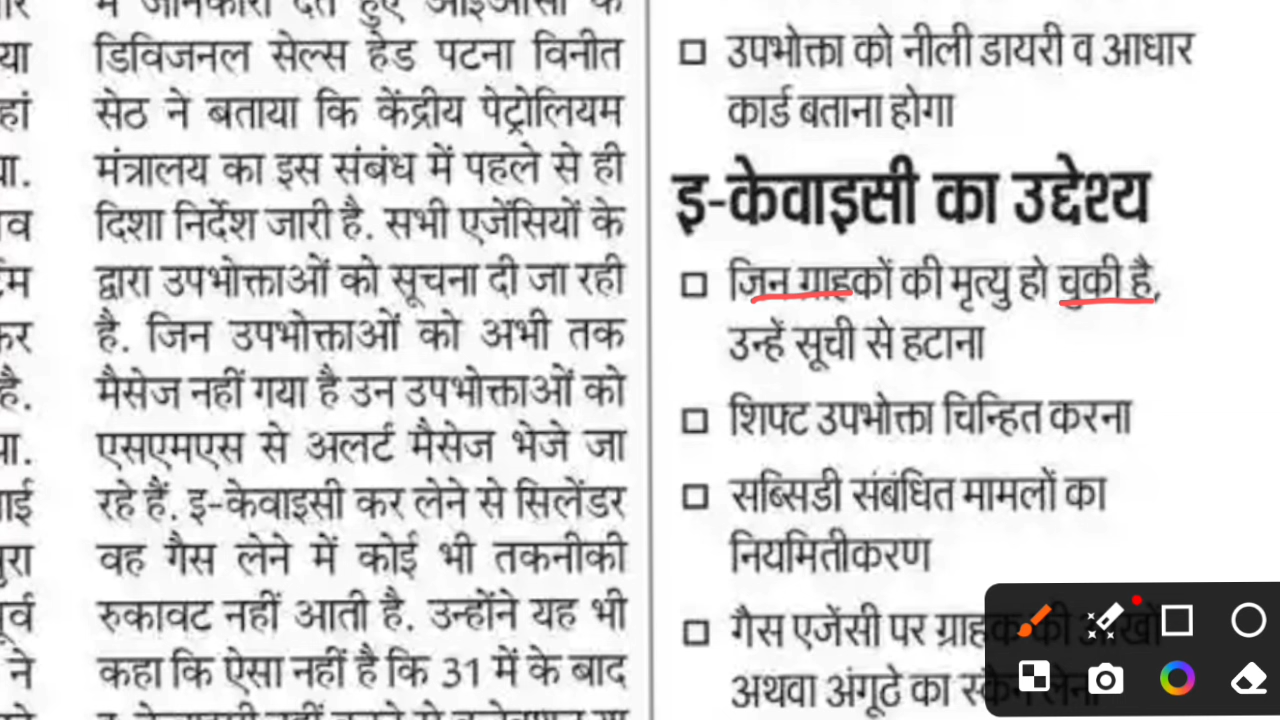 या
हां
या.
व
कर
है.
या.
ने
डिविजनल सेल्स हेड पटना विनीत
सेठ ने बताया कि केंद्रीय पेट्रोलियम
मंत्रालय का इस संबंध में पहले से ही
दिशा निर्देश जारी है. सभी एजेंसियों के
द्वारा उपभोक्ताओं को सूचना दी जा रही
है. जिन उपभोक्ताओं को अभी तक
मैसेज नहीं गया है उन उपभोक्ताओं को
एसएमएस से अलर्ट मैसेज भेजे जा
रहे हैं. इ-केवाइसी कर लेने से सिलेंडर
वह गैस लेने में कोई भी तकनीकी
रुकावट नहीं आती है. उन्होंने यह भी
कहा कि ऐसा नहीं है कि 31 में के बाद
उपभोक्ता को नीली डायरी व आधार
कार्ड बताना होगा
इ-केवाइसी का उद्देश्य
जिन ग्राहकों की मृत्यु हो चुकी है,
उन्हें सूची से हटाना
शिफ्ट उपभोक्ता चिन्हित करना
सब्सिडी संबंधित मामलों का
नियमितीकरण
गैस एजेंसी पर ग्राहक की आंखों
अथवा अंगूठे का स्कैन लेना